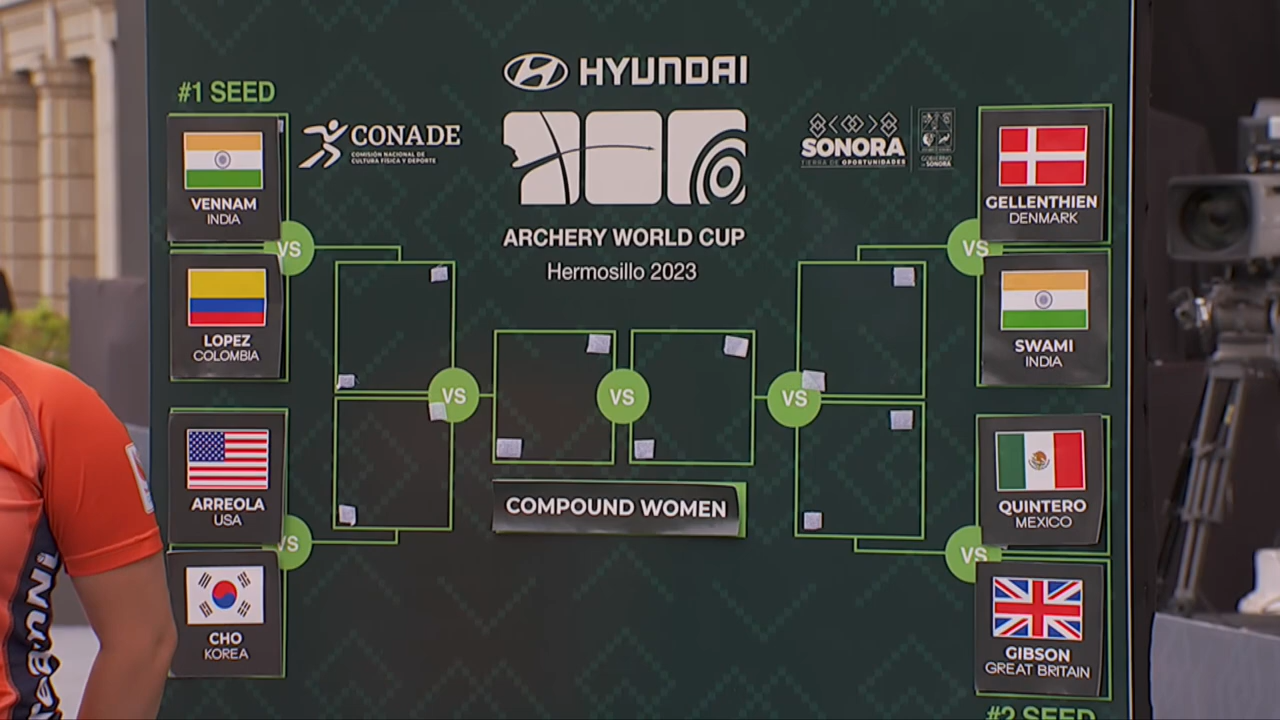 #1 SEED
HYUNDAI
CONADE
COMISIÓN NACIONAL DE
CULTURA FÍSICA Y DEPORTE
SONORA
TIERRA DE OPORTUNIDADES
GOBIERNO
DE SONORA
ARCHERY WORLD CUP
Hermosillo 2023
VENNAM
INDIA
VS
LOPEZ
COLOMBIA
ARREOLA
USA
VS
CHO
KOREA
VS
VS
VS
COMPOUND WOMEN
GELLENTHIEN
DENMARK
VS
SWAMI
INDIA
QUINTERO
MEXICO
VS
GIBSON
GREAT BRITAIN
#2 SEED